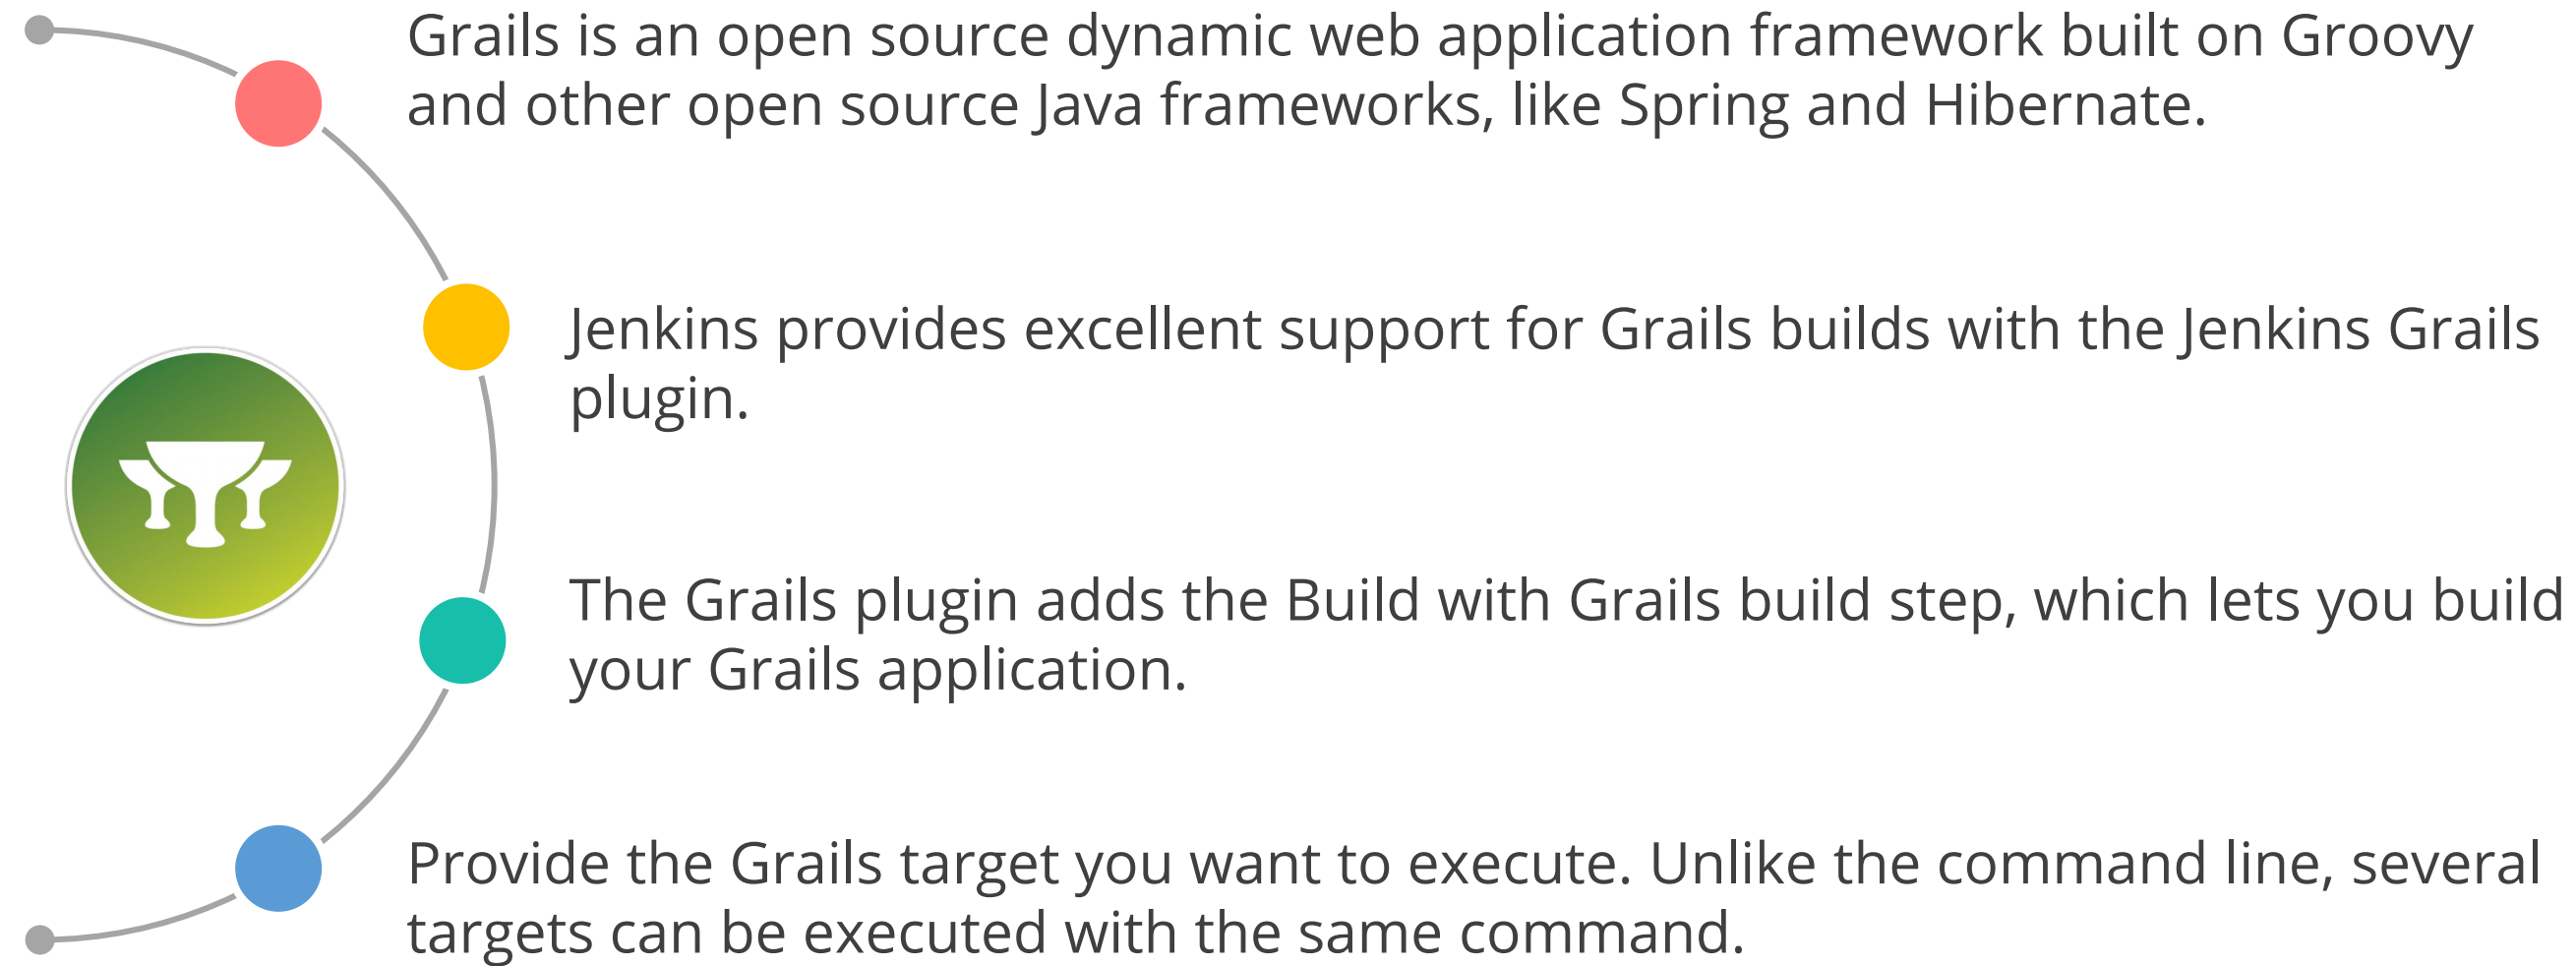 Grails is an open source dynamic web application framework built on Groovy
and other open source Java frameworks, like Spring and Hibernate.
Jenkins provides excellent support for Grails builds with the Jenkins Grails
plugin.
The Grails plugin adds the Build with Grails build step, which lets you build
your Grails application.
Provide the Grails target you want to execute. Unlike the command line, several
targets can be executed with the same command.